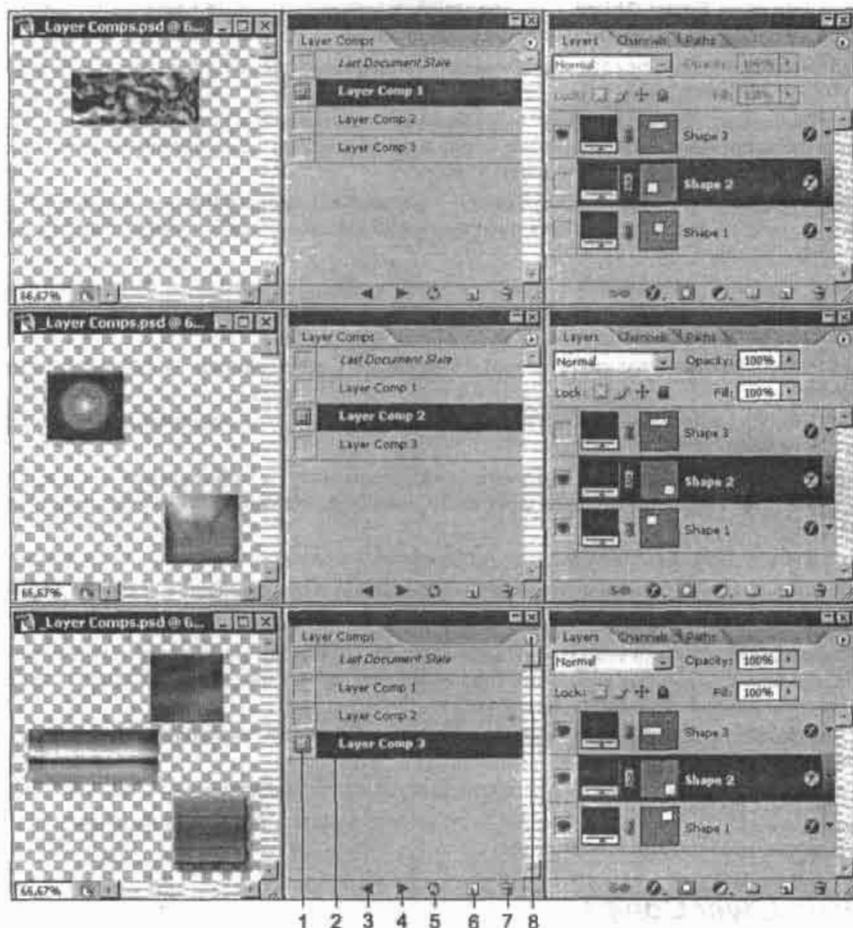 _Layer Comps.psd @ 6...
Layer Comps
Last Document State
Layer Comp 1
Layer Comp 2
Layer Comp 3
66,67%
Layers Channels Paths
Normal Opacity: 100%
Lock: Fill: 100%
Shape 3
Shape 2
Shape 1
_Layer Comps.psd @ 6...
Layer Comps
Last Document State
Layer Comp 1
Layer Comp 2
Layer Comp 3
66,67%
Layers Channels Paths
Normal Opacity: 100%
Lock: Fill: 100%
Shape 3
Shape 2
Shape 1
_Layer Comps.psd @ 6...
Layer Comps
Last Document State
Layer Comp 1
Layer Comp 2
Layer Comp 3
66,67%
Layers Channels Paths
Normal Opacity: 100%
Lock: Fill: 100%
Shape 3
Shape 2
Shape 1
1 2 3 4 5 6 7 8